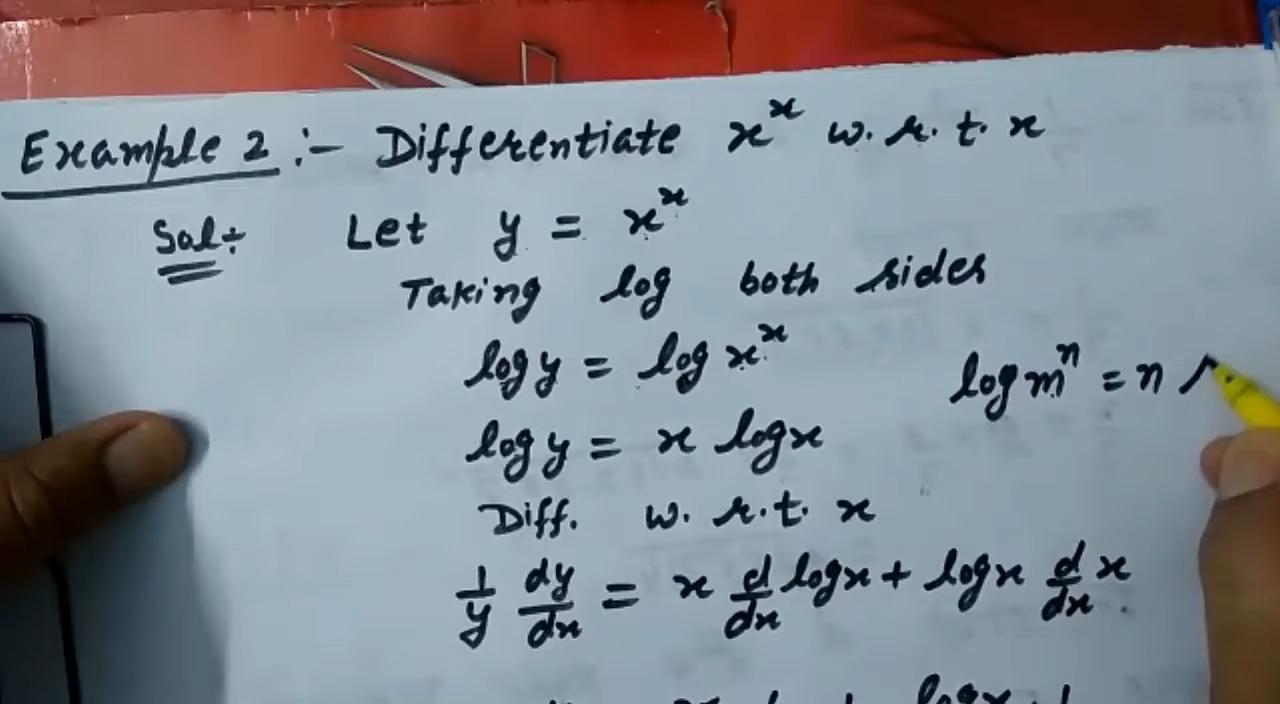 Example 2 :- Differentiate x^x w.r.t. x
Sol:- Let y = x^x
Taking log both sides
log y = log x^x
log m^n = n
log y = x log x
Diff. w.r.t. x
1/y dy/dx = x d/dx log x + log x d/dx x